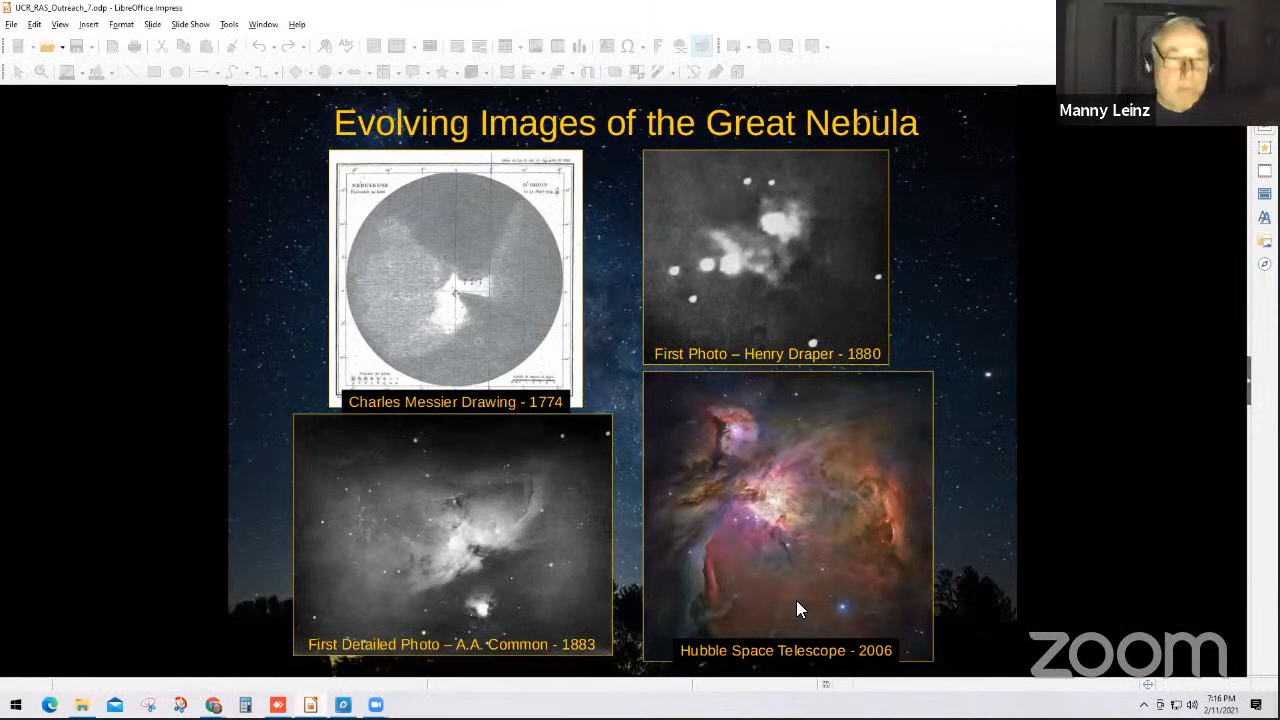 UCR_RAS_Outreach_7.odp - LibreOffice Impress
File Edit View Insert Format Slide Slide Show Tools Window Help
Manny Leinz
Evolving Images of the Great Nebula
NEBULEUSE
D'ORION
Charles Messier Drawing - 1774
First Photo – Henry Draper - 1880
First Detailed Photo – A.A. Common - 1883
Hubble Space Telescope - 2006
zoom
7:16 PM
2/11/2021